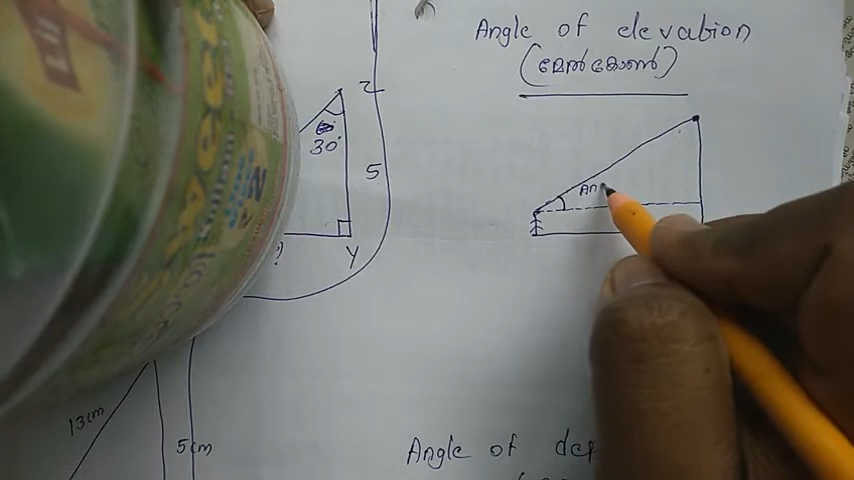 Angle of elevation
(മേൽകോൺ)
Z
30°
5
An
?
Y
13cm
5cm
Angle of dep